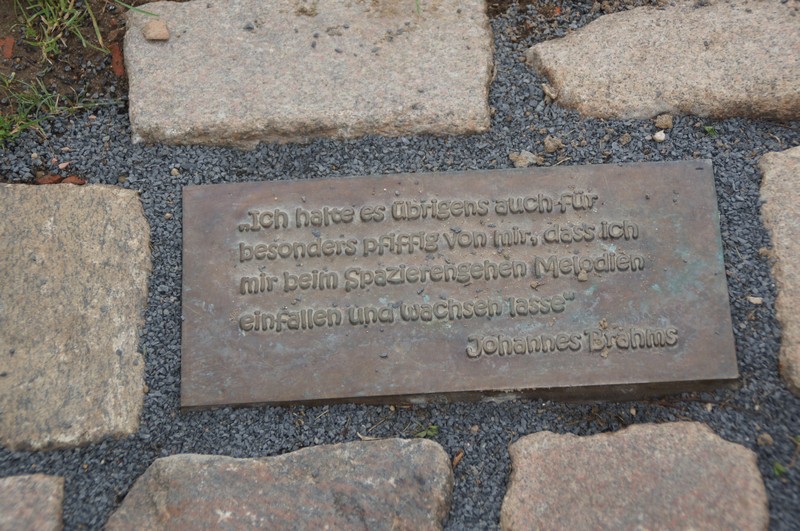 „Ich halte es übrigens auch für
besonders pfiffig von mir, dass ich
mir beim Spazierengehen Melodien
einfallen und wachsen lasse“
Johannes Brahms